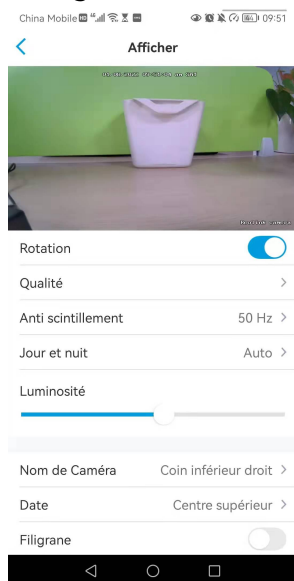 China Mobile 09:51
Afficher
Rotation
Qualité
Anti scintillement 50 Hz
Jour et nuit Auto
Luminosité
Nom de Caméra Coin inférieur droit
Date Centre supérieur
Filigrane